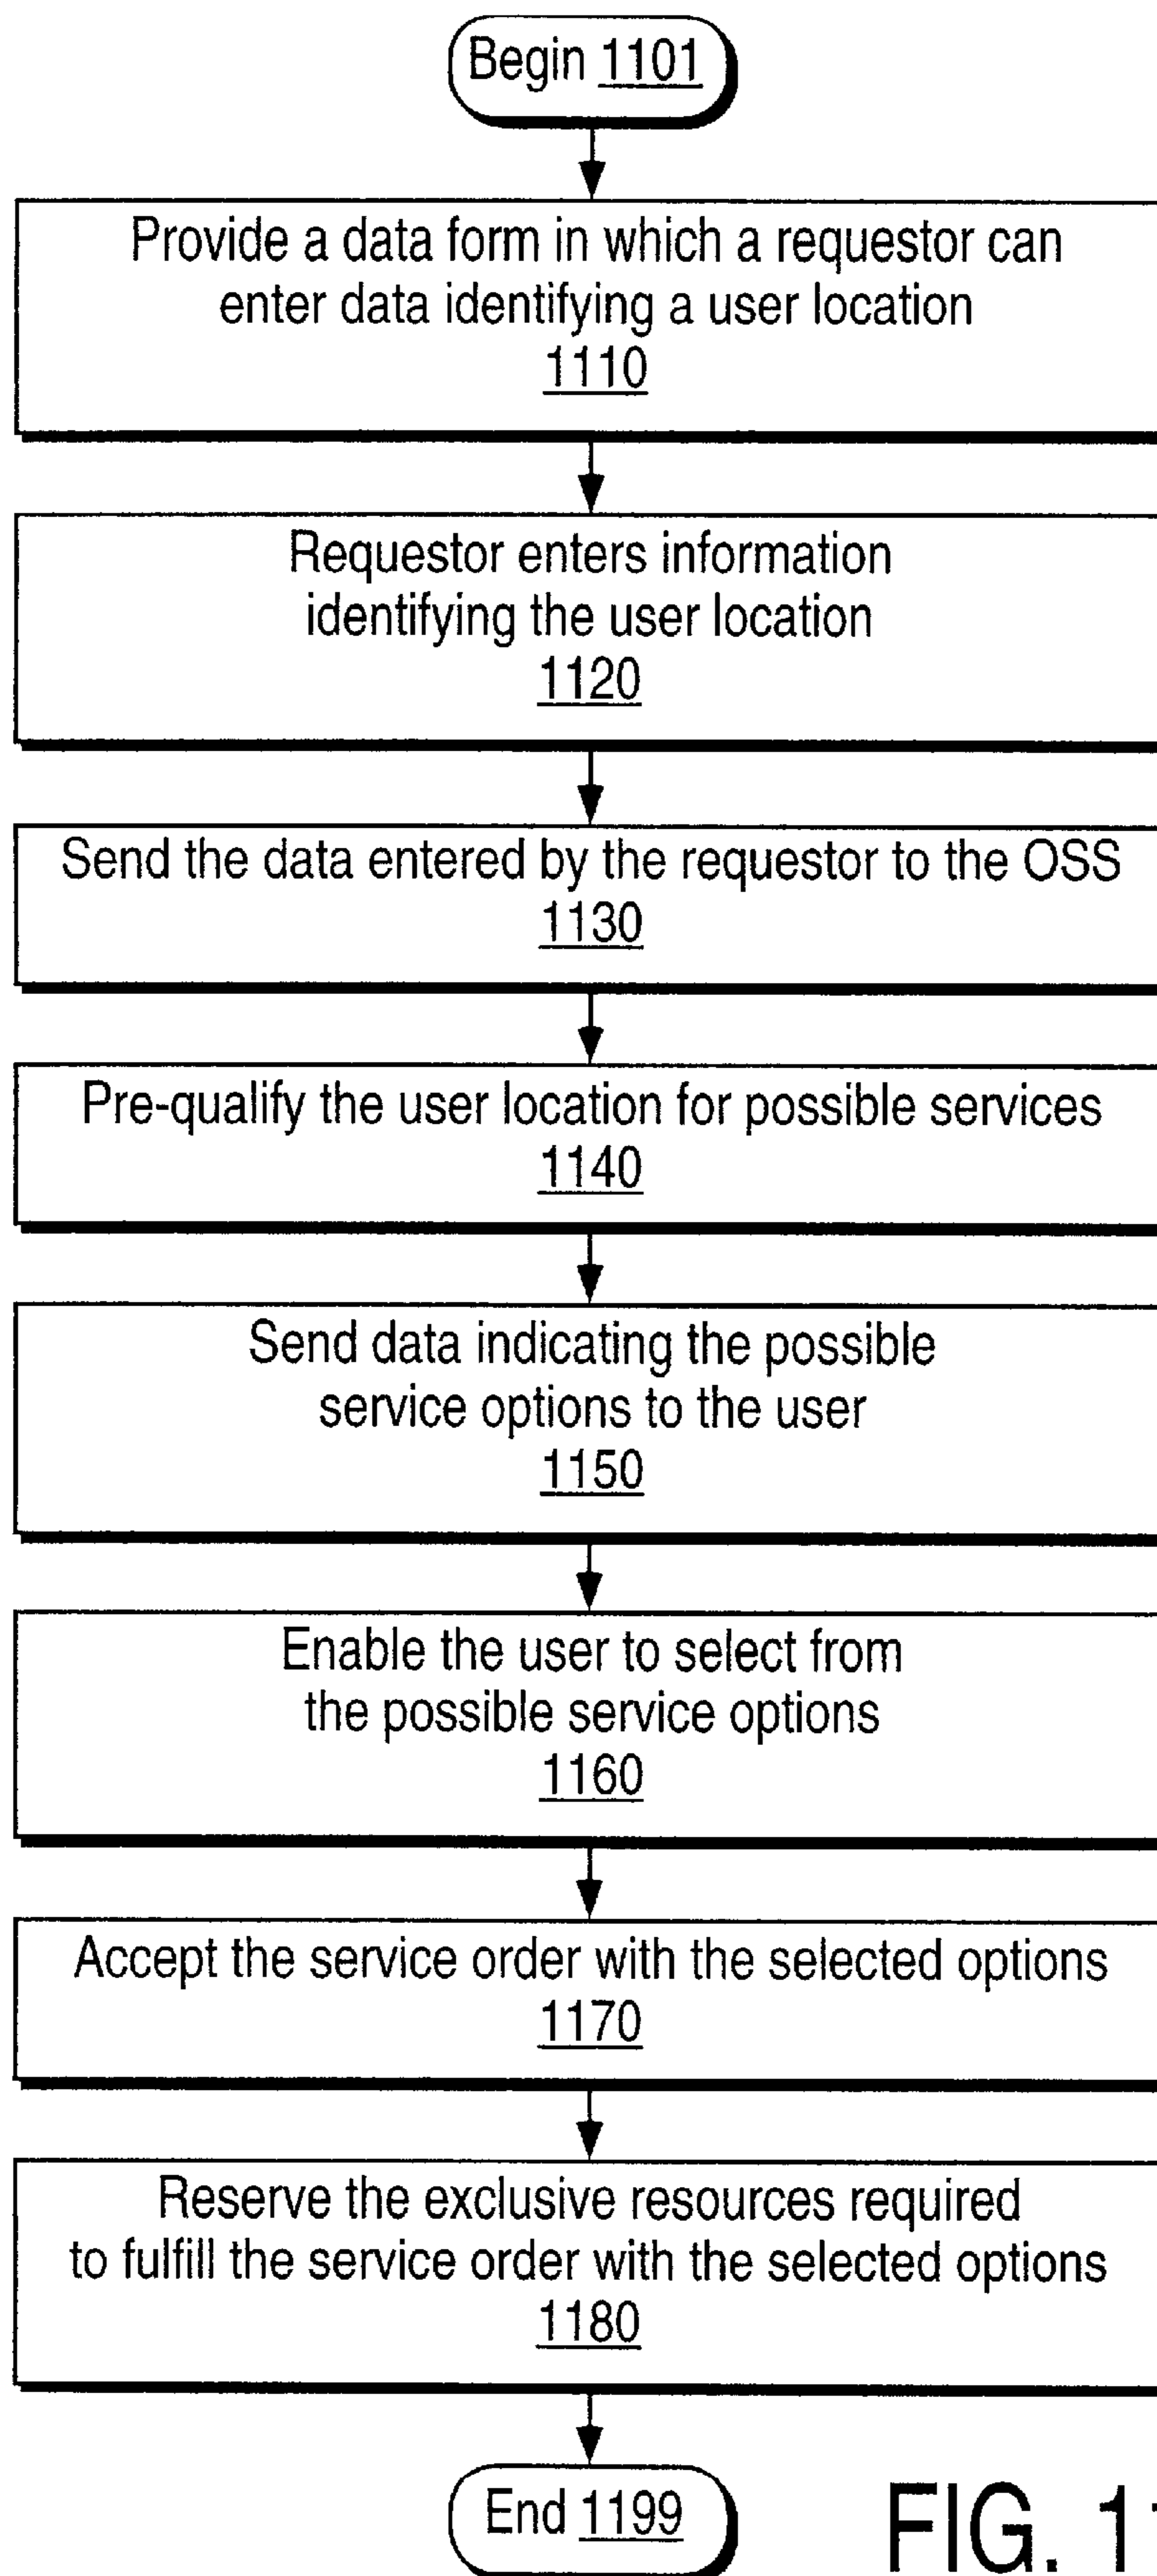 Begin 1101
Provide a data form in which a requestor can
enter data identifying a user location
1110
Requestor enters information
identifying the user location
1120
Send the data entered by the requestor to the OSS
1130
Pre-qualify the user location for possible services
1140
Send data indicating the possible
service options to the user
1150
Enable the user to select from
the possible service options
1160
Accept the service order with the selected options
1170
Reserve the exclusive resources required
to fulfill the service order with the selected options
1180
End 1199
FIG. 11